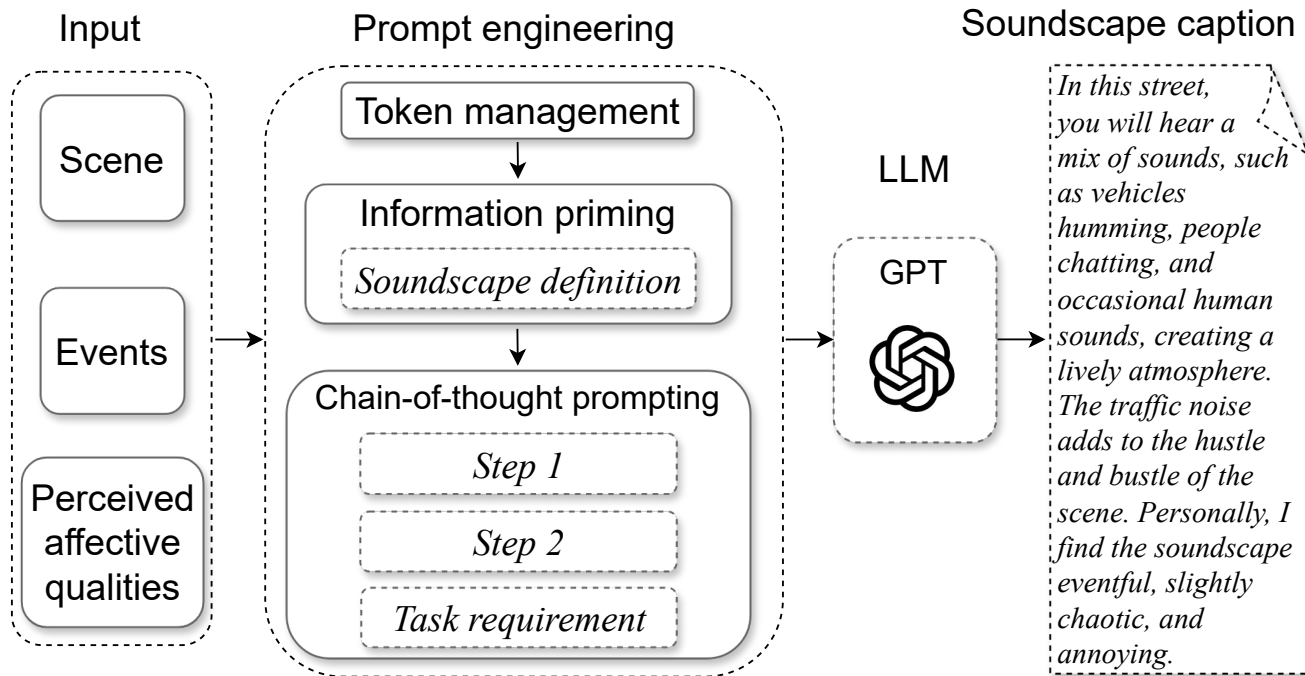 Input
Scene
Events
Perceived
affective
qualities
Prompt engineering
Token management
Information priming
Soundscape definition
Chain-of-thought prompting
Step 1
Step 2
Task requirement
LLM
GPT
Soundscape caption
In this street,
you will hear a
mix of sounds, such
as vehicles
humming, people
chatting, and
occasional human
sounds, creating a
lively atmosphere.
The traffic noise
adds to the hustle
and bustle of the
scene. Personally, I
find the soundscape
eventful, slightly
chaotic, and
annoying.